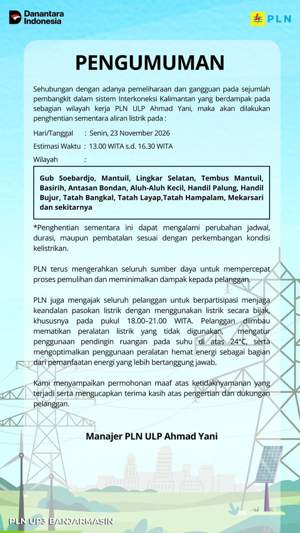 Danantara
Indonesia
PLN
PENGUMUMAN
Sehubungan dengan adanya pemeliharaan dan gangguan pada sejumlah
pembangkit dalam sistem Interkoneksi Kalimantan yang berdampak pada
sebagian wilayah kerja PLN ULP Ahmad Yani, maka akan dilakukan
penghentian sementara aliran listrik pada :
Hari/Tanggal : Senin, 23 November 2026
Estimasi Waktu : 13.00 WITA s.d. 16.30 WITA
Wilayah :
Gub Soebardjo, Mantuil, Lingkar Selatan, Tembus Mantuil,
Basirih, Antasan Bondan, Aluh-Aluh Kecil, Handil Palung, Handil
Bujur, Tatah Bangkal, Tatah Layap,Tatah Hampalam, Mekarsari
dan sekitarnya
*Penghentian sementara ini dapat mengalami perubahan jadwal,
durasi, maupun pembatalan sesuai dengan perkembangan kondisi
kelistrikan.
PLN terus mengerahkan seluruh sumber daya untuk mempercepat
proses pemulihan dan meminimalkan dampak kepada pelanggan.
PLN juga mengajak seluruh pelanggan untuk berpartisipasi menjaga
keandalan pasokan listrik dengan menggunakan listrik secara bijak,
khususnya pada pukul 18.00–21.00 WITA. Pelanggan diimbau
mematikan peralatan listrik yang tidak digunakan, mengatur
penggunaan pendingin ruangan pada suhu di atas 24°C, serta
mengoptimalkan penggunaan peralatan hemat energi sebagai bagian
dari pemanfaatan energi yang lebih bertanggung jawab.
Kami menyampaikan permohonan maaf atas ketidaknyamanan yang
terjadi serta mengucapkan terima kasih atas pengertian dan dukungan
pelanggan.
Manajer PLN ULP Ahmad Yani
PLN UP3 BANJARMASIN